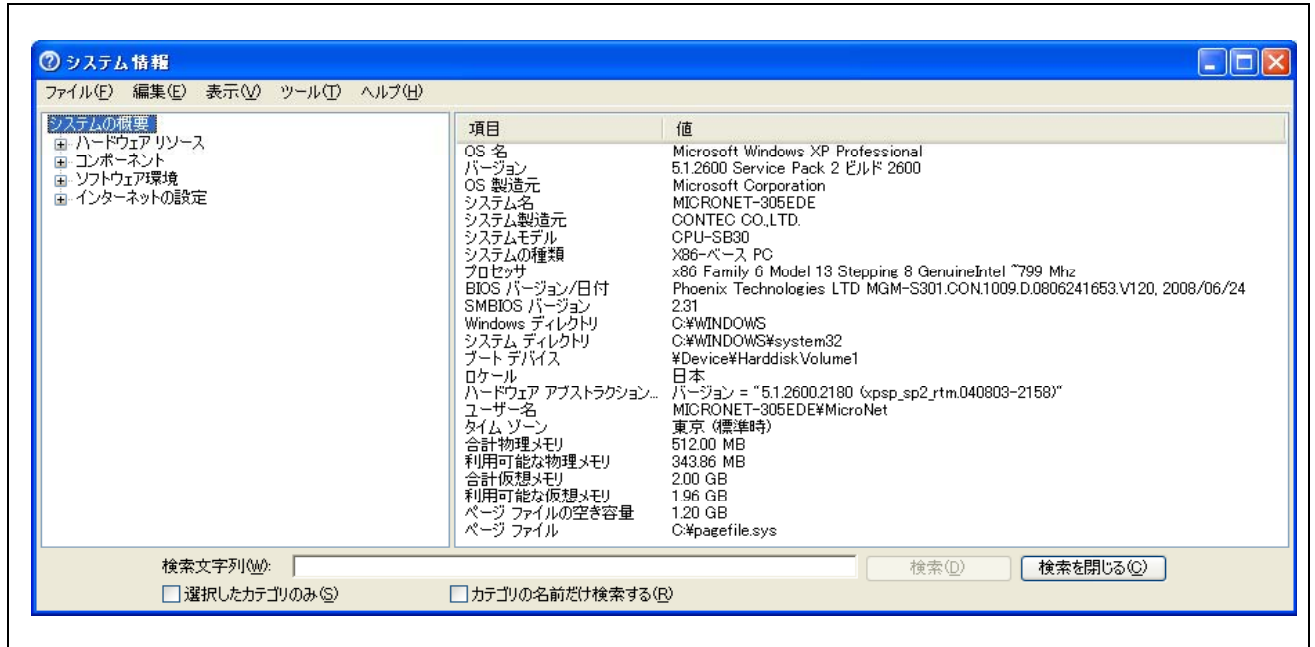 システム情報
ファイル(F) 編集(E) 表示(V) ツール(T) ヘルプ(H)
システムの概要
ハードウェア リソース
コンポーネント
ソフトウェア環境
インターネットの設定
項目 値
OS 名 Microsoft Windows XP Professional
バージョン 5.1.2600 Service Pack 2 ビルド 2600
OS 製造元 Microsoft Corporation
システム名 MICRONET-305EDE
システム製造元 CONTEC CO.,LTD.
システムモデル CPU-SB30
システムの種類 X86-ベース PC
プロセッサ x86 Family 6 Model 13 Stepping 8 GenuineIntel ~799 Mhz
BIOS バージョン/日付 Phoenix Technologies LTD MGM-S301.CON.1009.D.0806241653.V120, 2008/06/24
SMBIOS バージョン 2.31
Windows ディレクトリ C:¥WINDOWS
システム ディレクトリ C:¥WINDOWS¥system32
ブート デバイス ¥Device¥HarddiskVolume1
ロケール 日本
ハードウェア アブストラクション... バージョン = "5.1.2600.2180 (xpsp_sp2_rtm.040803-2158)"
ユーザー名 MICRONET-305EDE¥MicroNet
タイム ゾーン 東京 (標準時)
合計物理メモリ 512.00 MB
利用可能な物理メモリ 343.86 MB
合計仮想メモリ 2.00 GB
利用可能な仮想メモリ 1.96 GB
ページ ファイルの空き容量 1.20 GB
ページ ファイル C:¥pagefile.sys
検索文字列(W): 検索(D) 検索を閉じる(C)
選択したカテゴリのみ(S) カテゴリの名前だけ検索する(R)